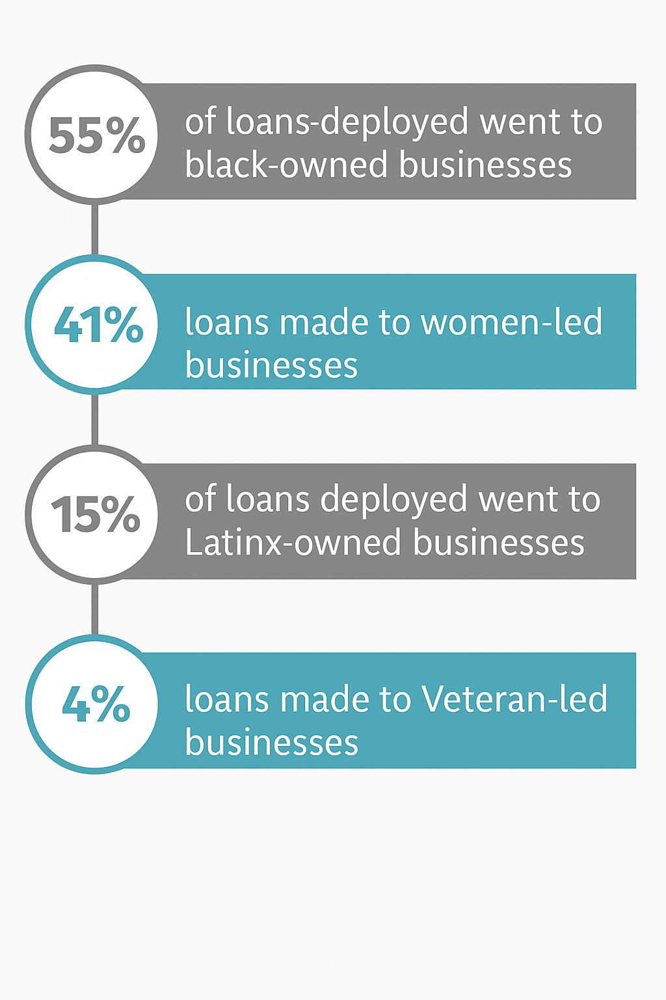 55%
of loans-deployed went to
black-owned businesses
41%
loans made to women-led
businesses
15%
of loans deployed went to
Latinx-owned businesses
4%
loans made to Veteran-led
businesses